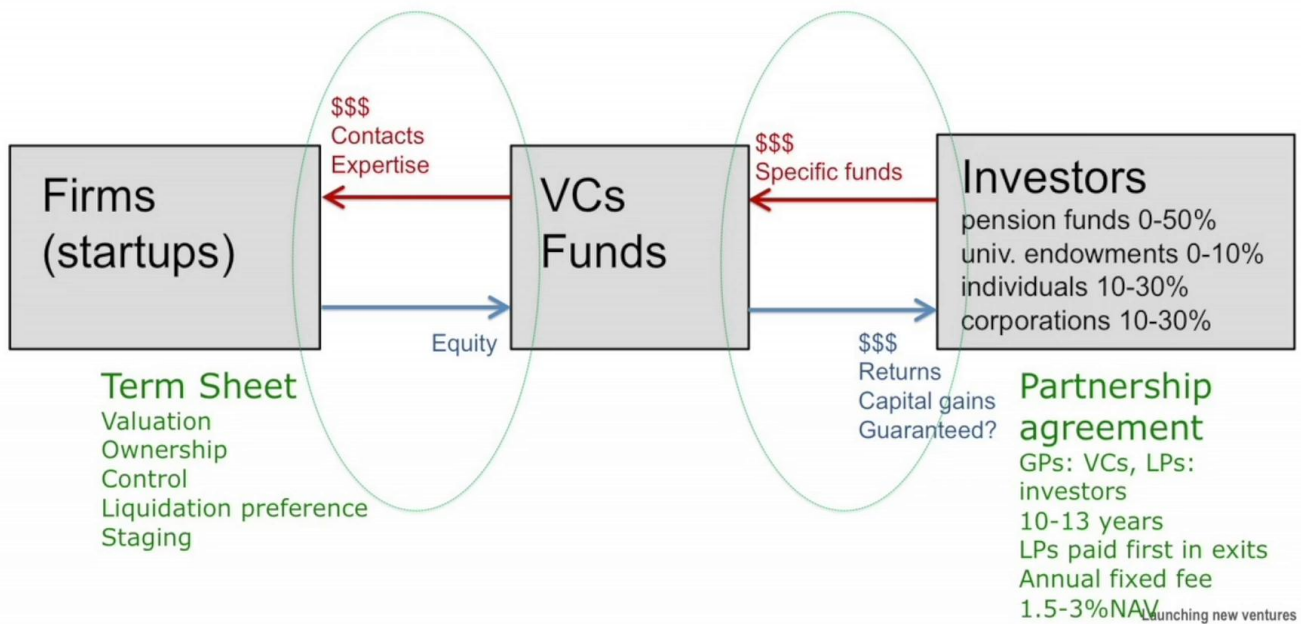 $$$
Contacts
Expertise
$$$
Specific funds
Firms
(startups)
VCs
Funds
Investors
pension funds 0-50%
univ. endowments 0-10%
individuals 10-30%
corporations 10-30%
Equity
$$$
Returns
Capital gains
Guaranteed?
Term Sheet
Valuation
Ownership
Control
Liquidation preference
Staging
Partnership
agreement
GPs: VCs, LPs:
investors
10-13 years
LPs paid first in exits
Annual fixed fee
1.5-3%NAV
Launching new ventures